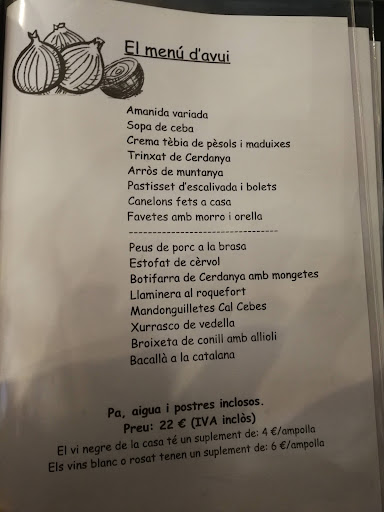 El menú d'avui
Amanida variada
Sopa de ceba
Crema tèbia de pèsols i maduixes
Trinxat de Cerdanya
Arròs de muntanya
Pastisset d'escalivada i bolets
Canelons fets a casa
Favetes amb morro i orella
--------------------------------
Peus de porc a la brasa
Estofat de cèrvol
Botifarra de Cerdanya amb mongetes
Llaminera al roquefort
Mandonguilletes Cal Cebes
Xurrasco de vedella
Broixeta de conill amb allioli
Bacallà a la catalana
Pa, aigua i postres inclosos.
Preu: 22 € (IVA inclòs)
El vi negre de la casa té un suplement de: 4 €/ampolla
Els vins blanc o rosat tenen un suplement de: 6 €/ampolla